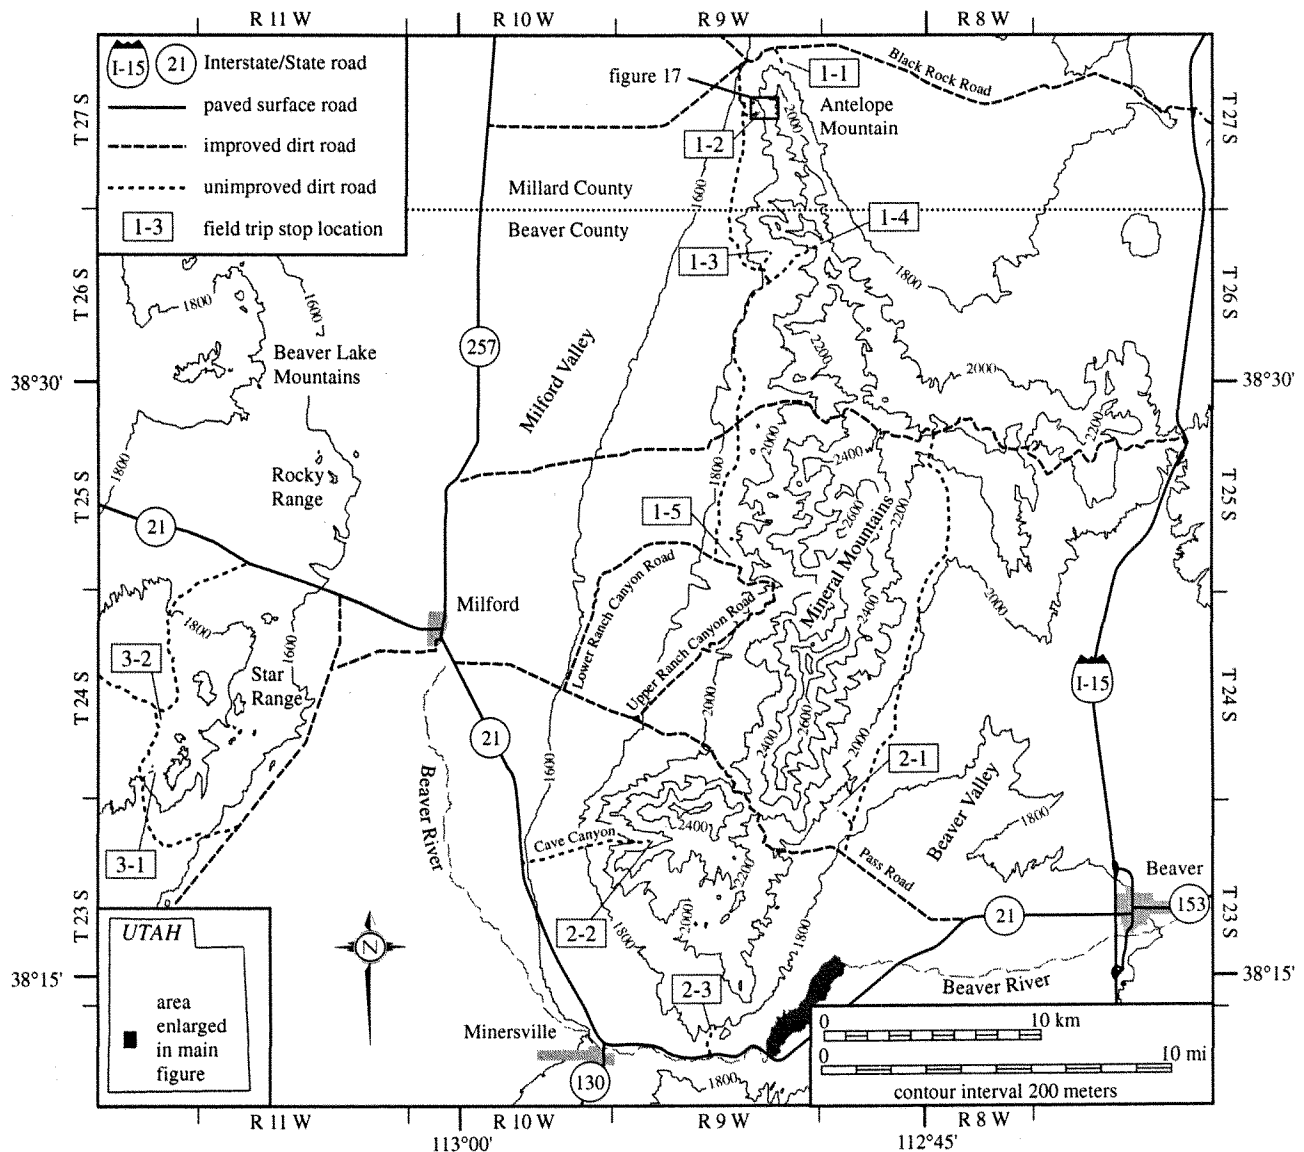 R 11 W
R 10 W
R 9 W
R 8 W
I-15
21
Interstate/State road
paved surface road
improved dirt road
unimproved dirt road
1-3
field trip stop location
figure 17
1-1
Black Rock Road
Antelope
Mountain
2000
1-2
T 27 S
T 27 S
1600
Millard County
Beaver County
1-4
1-3
1800
T 26 S
T 26 S
1800
1600
257
Beaver Lake
Mountains
Milford Valley
2200
2000
38°30'
38°30'
2000
2200
2400
1800
1800
Rocky
Range
T 25 S
T 25 S
21
1-5
2600
2200
Mineral Mountains
Lower Ranch Canyon Road
Upper Ranch Canyon Road
2400
2000
Milford
1800
1600
3-2
Star
Range
T 24 S
T 24 S
I-15
2000
2600
2400
2000
21
1600
2-1
Beaver River
Beaver Valley
1800
2400
Cave Canyon
2200
Pass Road
3-1
Beaver
153
21
T 23 S
T 23 S
2-2
1800
2000
1800
UTAH
N
38°15'
38°15'
2-3
Beaver River
area
enlarged
in main
figure
Minersville
130
1800
0 10 km
0 10 mi
contour interval 200 meters
R 11 W
R 10 W
R 9 W
R 8 W
113°00'
112°45'